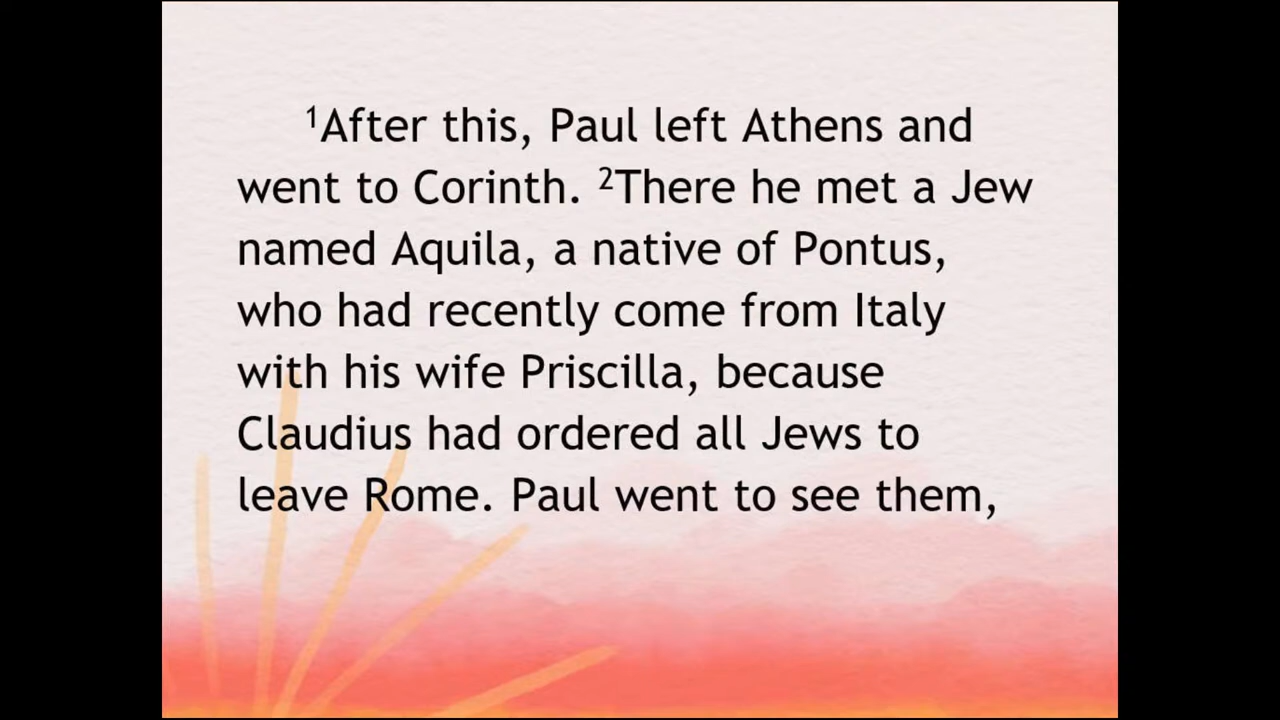 ¹After this, Paul left Athens and
went to Corinth. ²There he met a Jew
named Aquila, a native of Pontus,
who had recently come from Italy
with his wife Priscilla, because
Claudius had ordered all Jews to
leave Rome. Paul went to see them,